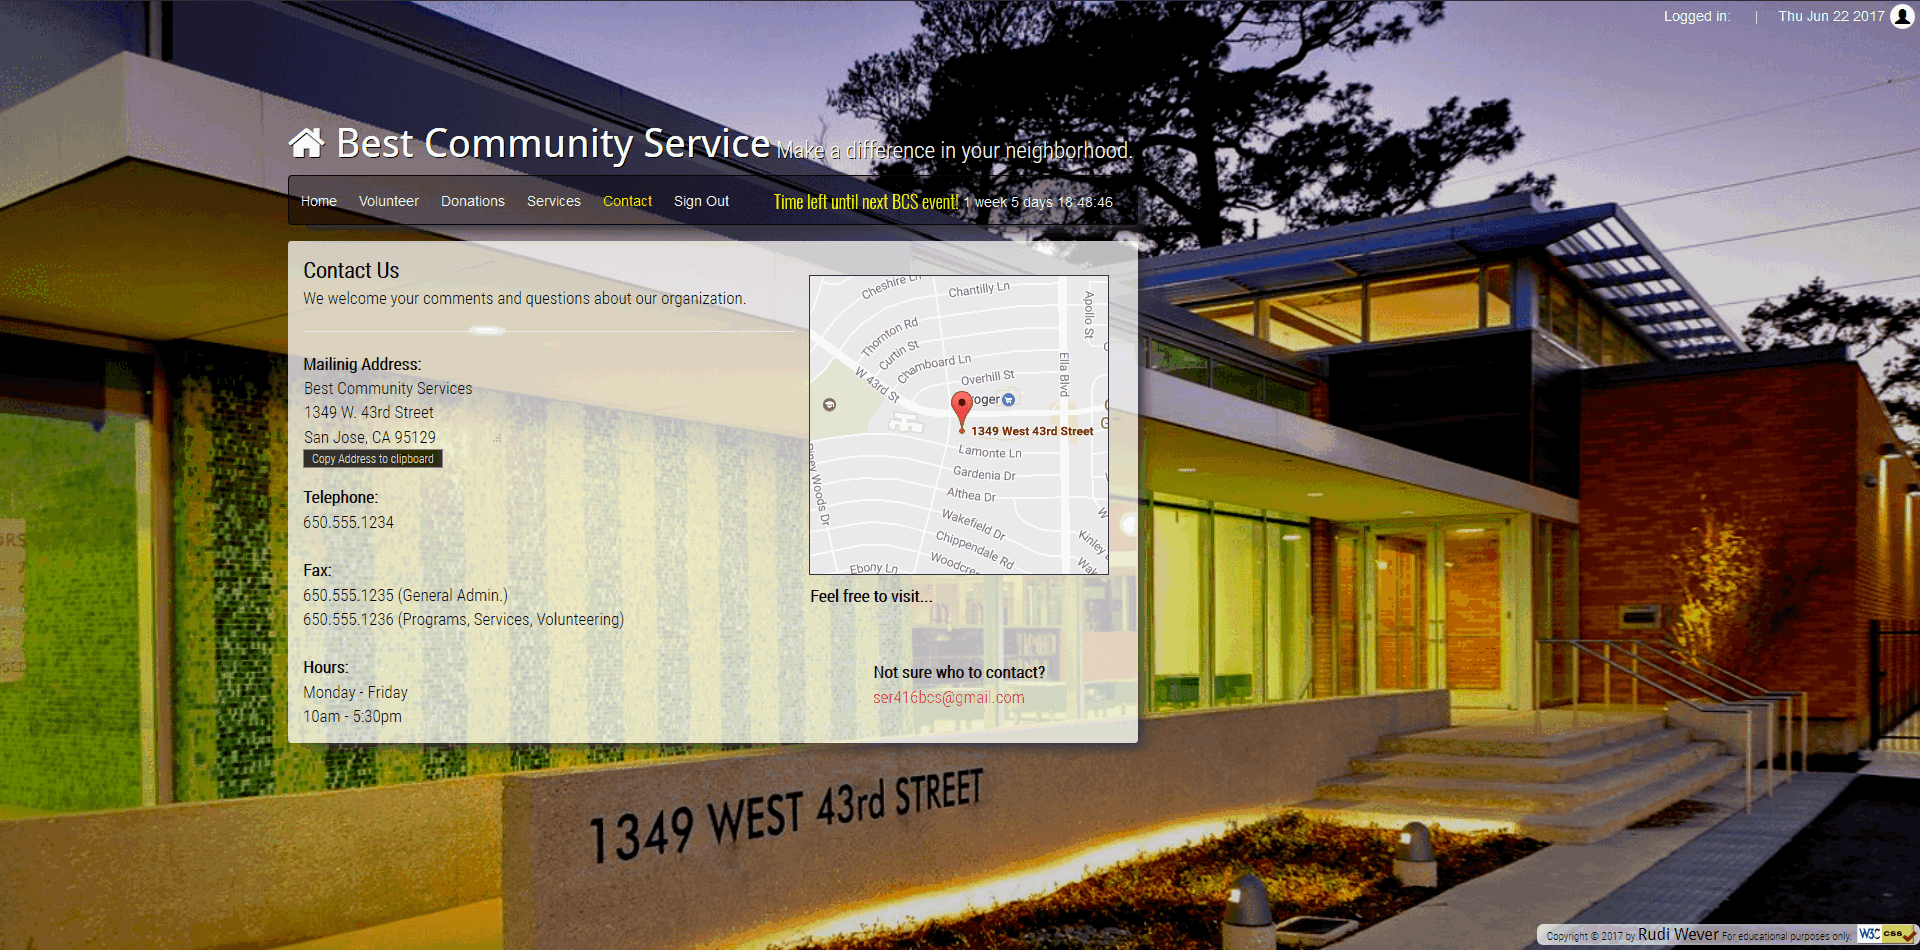 Logged in: | Thu Jun 22 2017
Best Community Service Make a difference in your neighborhood.
Home Volunteer Donations Services Contact Sign Out Time left until next BCS event! 1 week 5 days 18:48:46
Contact Us
We welcome your comments and questions about our organization.
Mailinig Address:
Best Community Services
1349 W. 43rd Street
San Jose, CA 95129
Copy Address to clipboard
Telephone:
650.555.1234
Fax:
650.555.1235 (General Admin.)
650.555.1236 (Programs, Services, Volunteering)
Hours:
Monday - Friday
10am - 5:30pm
Cheshire Ln
Chantilly Ln
Apollo St
Thornton Rd
Curtin St
Chamboard Ln
W 43rd St
Overhill St
Ella Blvd
1349 West 43rd Street
Lamonte Ln
Gardenia Dr
Althea Dr
Piney Woods Dr
Wakefield Dr
Chippendale Rd
Kinley
Ebony Ln
Feel free to visit...
Not sure who to contact?
ser416bcs@gmail.com
1349 WEST 43rd STREET
Copyright © 2017 by Rudi Wever For educational purposes only.
W3C css